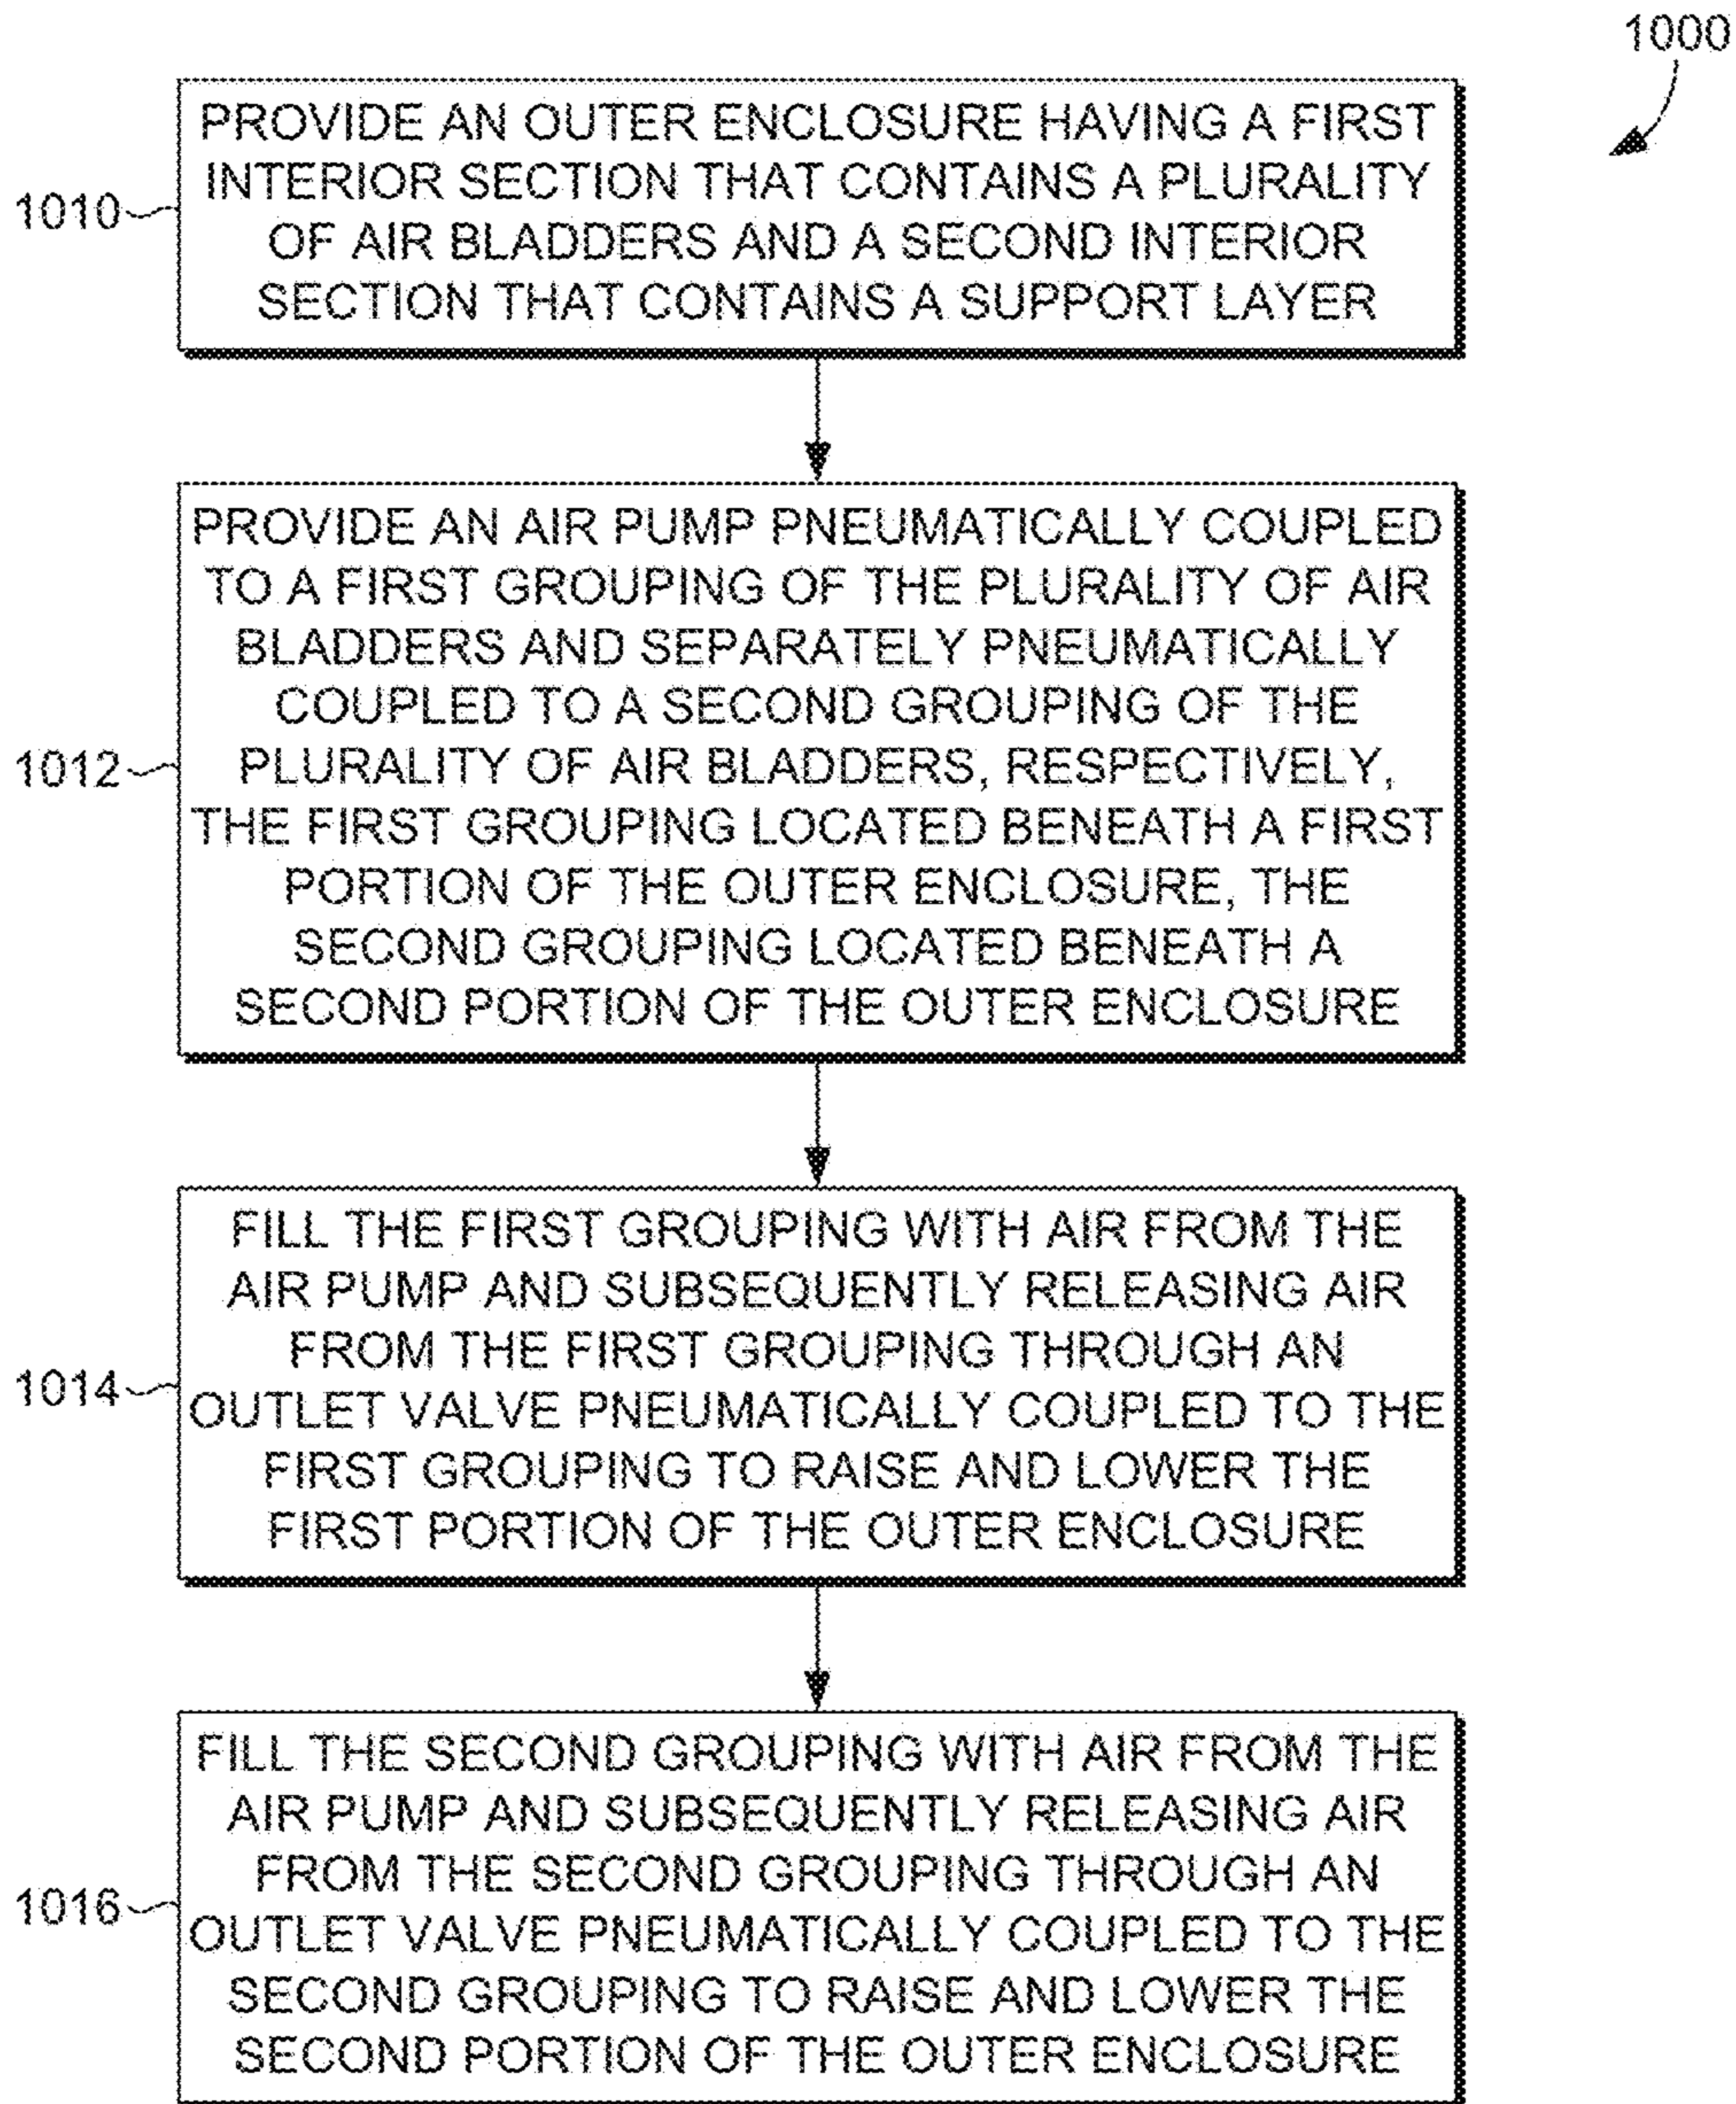 1000
PROVIDE AN OUTER ENCLOSURE HAVING A FIRST
INTERIOR SECTION THAT CONTAINS A PLURALITY
OF AIR BLADDERS AND A SECOND INTERIOR
SECTION THAT CONTAINS A SUPPORT LAYER
1010
PROVIDE AN AIR PUMP PNEUMATICALLY COUPLED
TO A FIRST GROUPING OF THE PLURALITY OF AIR
BLADDERS AND SEPARATELY PNEUMATICALLY
COUPLED TO A SECOND GROUPING OF THE
PLURALITY OF AIR BLADDERS, RESPECTIVELY,
THE FIRST GROUPING LOCATED BENEATH A FIRST
PORTION OF THE OUTER ENCLOSURE, THE
SECOND GROUPING LOCATED BENEATH A
SECOND PORTION OF THE OUTER ENCLOSURE
1012
FILL THE FIRST GROUPING WITH AIR FROM THE
AIR PUMP AND SUBSEQUENTLY RELEASING AIR
FROM THE FIRST GROUPING THROUGH AN
OUTLET VALVE PNEUMATICALLY COUPLED TO THE
FIRST GROUPING TO RAISE AND LOWER THE
FIRST PORTION OF THE OUTER ENCLOSURE
1014
FILL THE SECOND GROUPING WITH AIR FROM THE
AIR PUMP AND SUBSEQUENTLY RELEASING AIR
FROM THE SECOND GROUPING THROUGH AN
OUTLET VALVE PNEUMATICALLY COUPLED TO THE
SECOND GROUPING TO RAISE AND LOWER THE
SECOND PORTION OF THE OUTER ENCLOSURE
1016